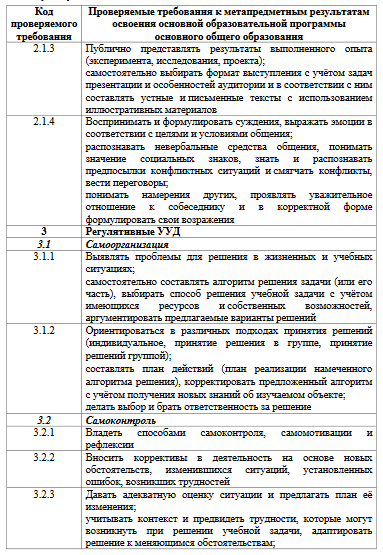 Код
проверяемого
требования
Проверяемые требования к метапредметным результатам
освоения основной образовательной программы
основного общего образования
2.1.3
Публично представлять результаты выполненного опыта
(эксперимента, исследования, проекта);
самостоятельно выбирать формат выступления с учётом задач
презентации и особенностей аудитории и в соответствии с ним
составлять устные и письменные тексты с использованием
иллюстративных материалов
2.1.4
Воспринимать и формулировать суждения, выражать эмоции в
соответствии с целями и условиями общения;
распознавать невербальные средства общения, понимать
значение социальных знаков, знать и распознавать
предпосылки конфликтных ситуаций и смягчать конфликты,
вести переговоры;
понимать намерения других, проявлять уважительное
отношение к собеседнику и в корректной форме
формулировать свои возражения
3
Регулятивные УУД
3.1
Самоорганизация
3.1.1
Выявлять проблемы для решения в жизненных и учебных
ситуациях;
самостоятельно составлять алгоритм решения задачи (или его
часть), выбирать способ решения учебной задачи с учётом
имеющихся ресурсов и собственных возможностей,
аргументировать предлагаемые варианты решений
3.1.2
Ориентироваться в различных подходах принятия решений
(индивидуальное, принятие решения в группе, принятие
решений группой);
составлять план действий (план реализации намеченного
алгоритма решения), корректировать предложенный алгоритм
с учётом получения новых знаний об изучаемом объекте;
делать выбор и брать ответственность за решение
3.2
Самоконтроль
3.2.1
Владеть способами самоконтроля, самомотивации и
рефлексии
3.2.2
Вносить коррективы в деятельность на основе новых
обстоятельств, изменившихся ситуаций, установленных
ошибок, возникших трудностей
3.2.3
Давать адекватную оценку ситуации и предлагать план её
изменения;
учитывать контекст и предвидеть трудности, которые могут
возникнуть при решении учебной задачи, адаптировать
решение к меняющимся обстоятельствам;